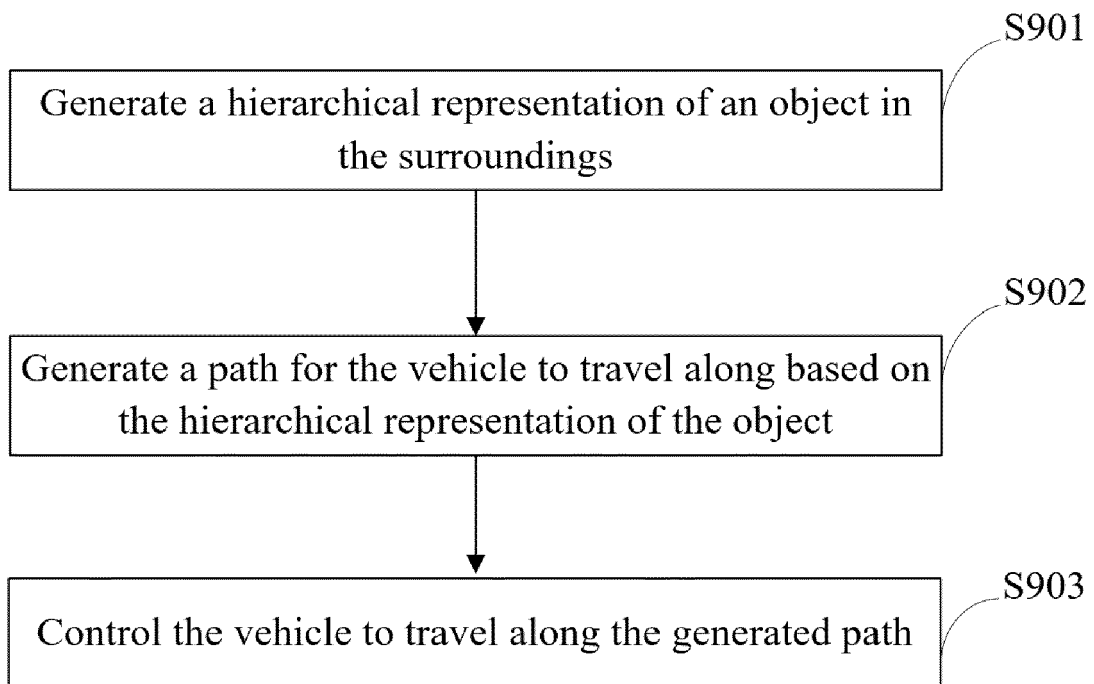 S901
Generate a hierarchical representation of an object in
the surroundings
S902
Generate a path for the vehicle to travel along based on
the hierarchical representation of the object
S903
Control the vehicle to travel along the generated path